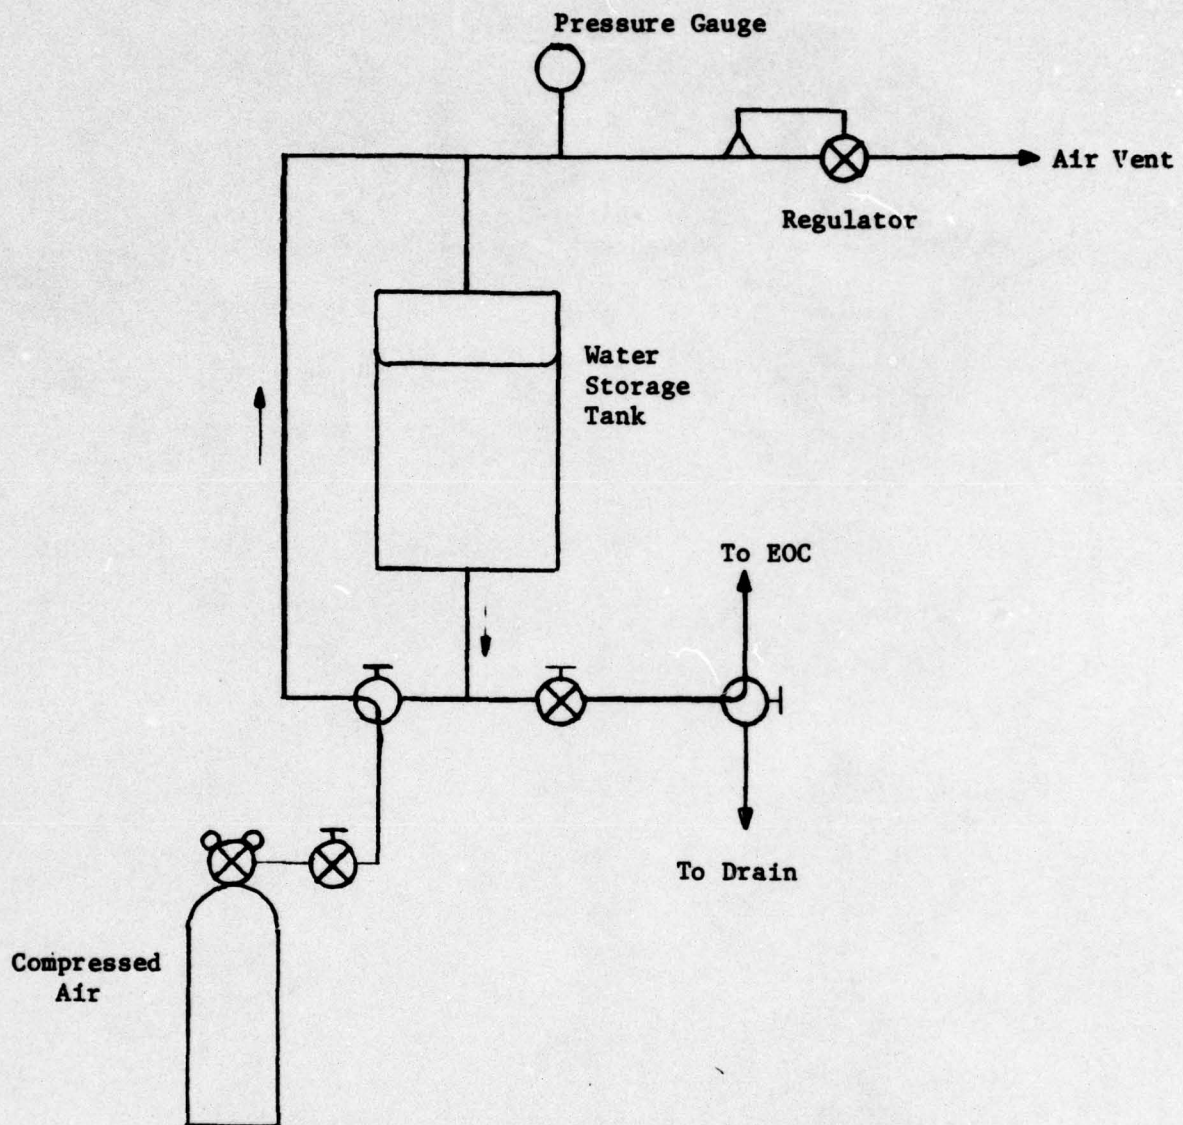 Pressure Gauge
Air Vent
Regulator
Water
Storage
Tank
To EOC
To Drain
Compressed
Air